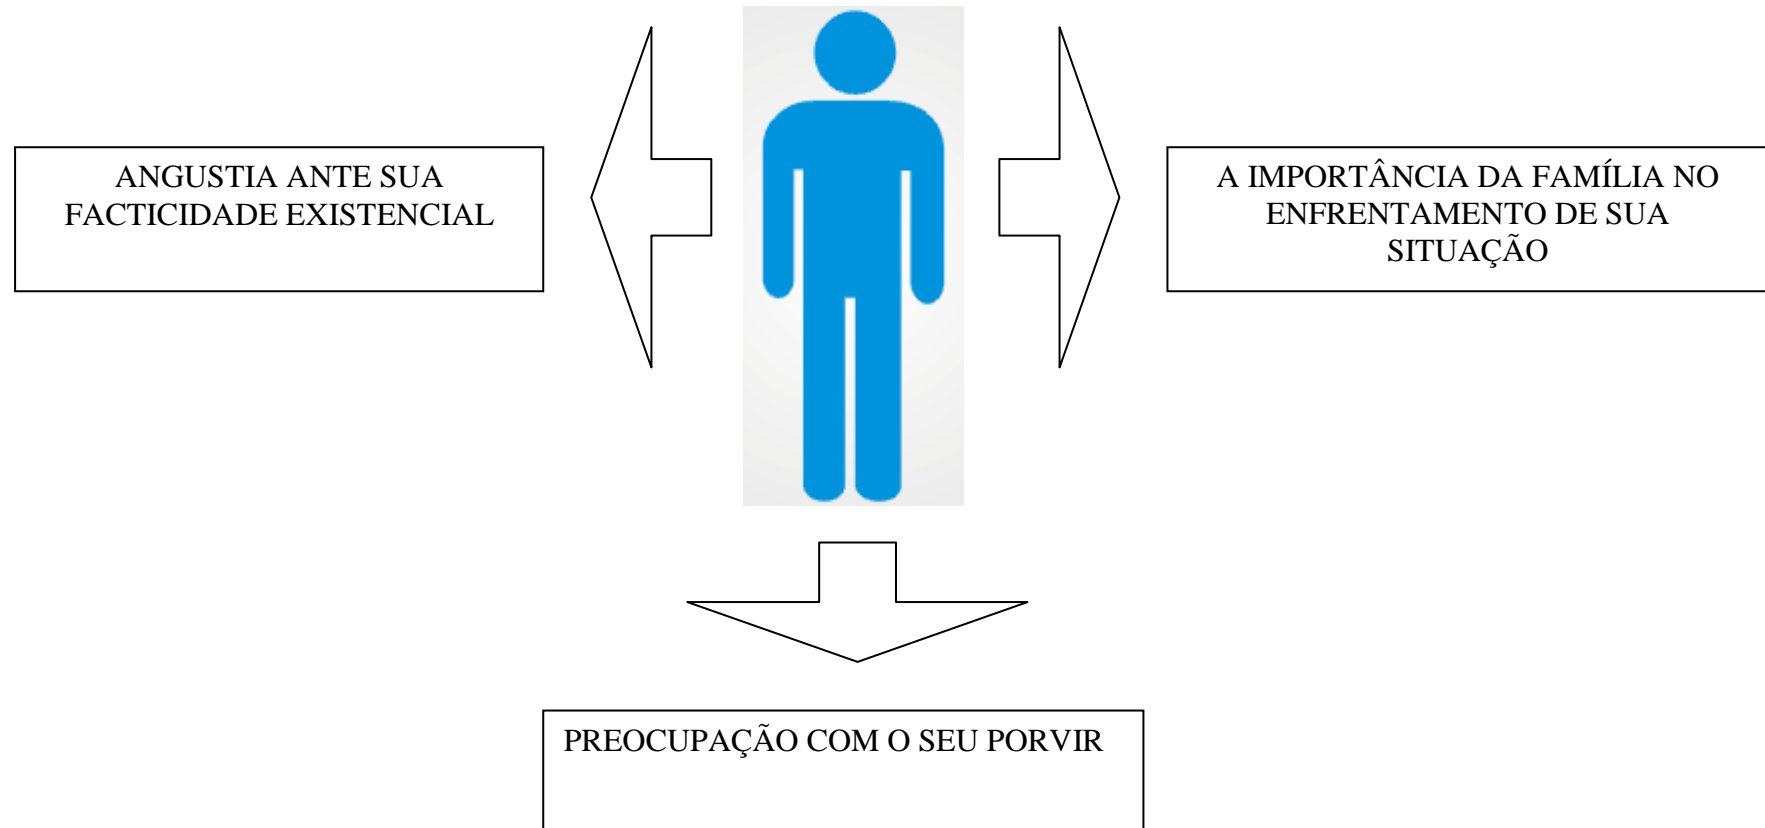 ANGUSTIA ANTE SUA
FACTICIDADE EXISTENCIAL
A IMPORTÂNCIA DA FAMÍLIA NO
ENFRENTAMENTO DE SUA
SITUAÇÃO
PREOCUPAÇÃO COM O SEU PORVIR